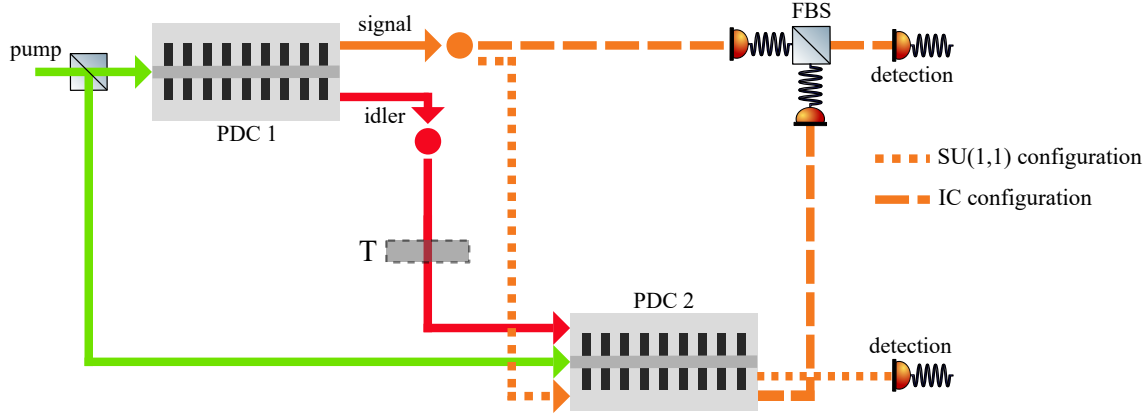 FBS
signal
pump
detection
idler
PDC 1
SU(1,1) configuration
IC configuration
T
PDC 2
detection